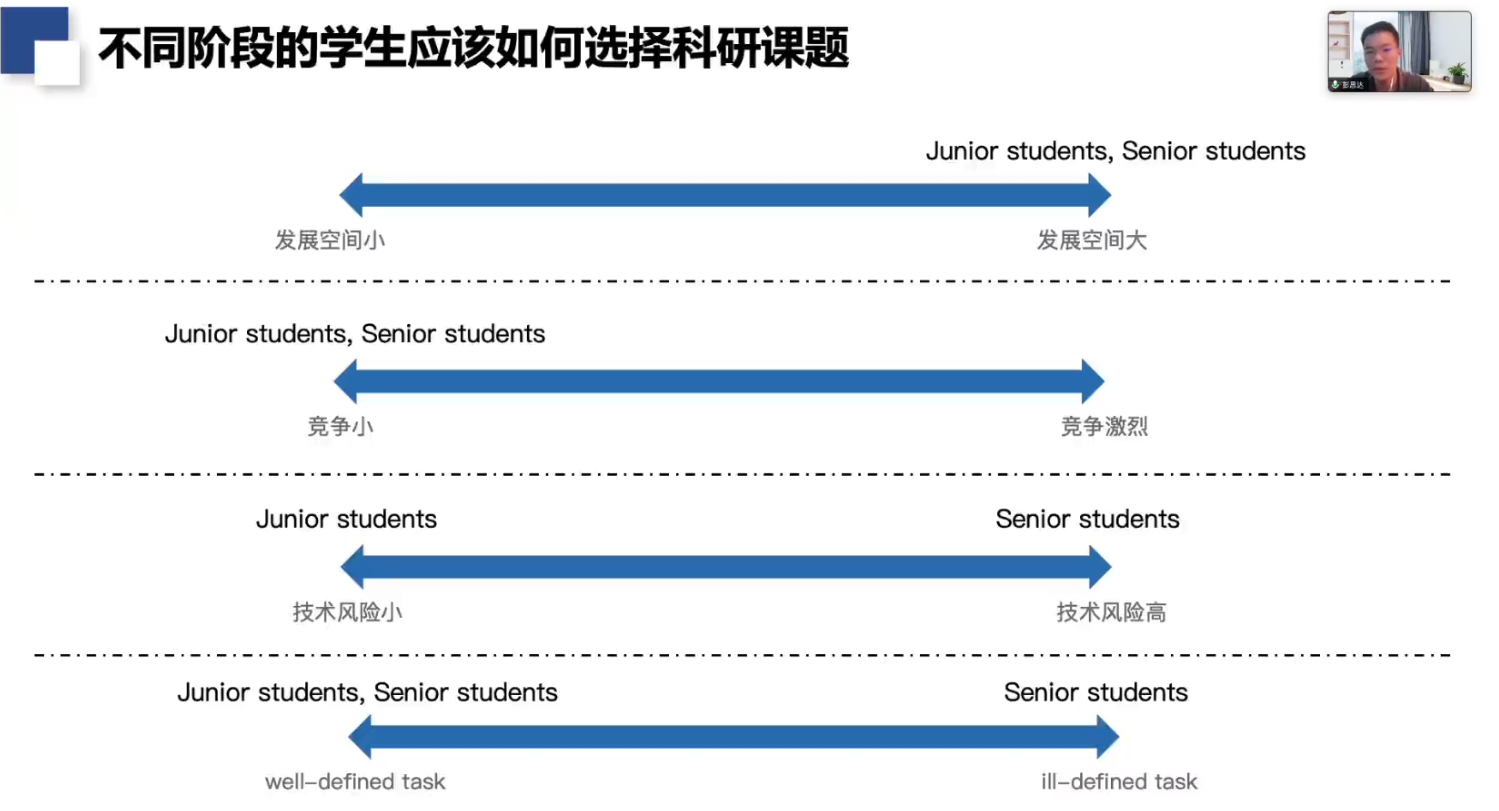 不同阶段的学生应该如何选择科研课题
彭思达
Junior students, Senior students
发展空间小
发展空间大
Junior students, Senior students
竞争小
竞争激烈
Junior students
Senior students
技术风险小
技术风险高
Junior students, Senior students
Senior students
well-defined task
ill-defined task